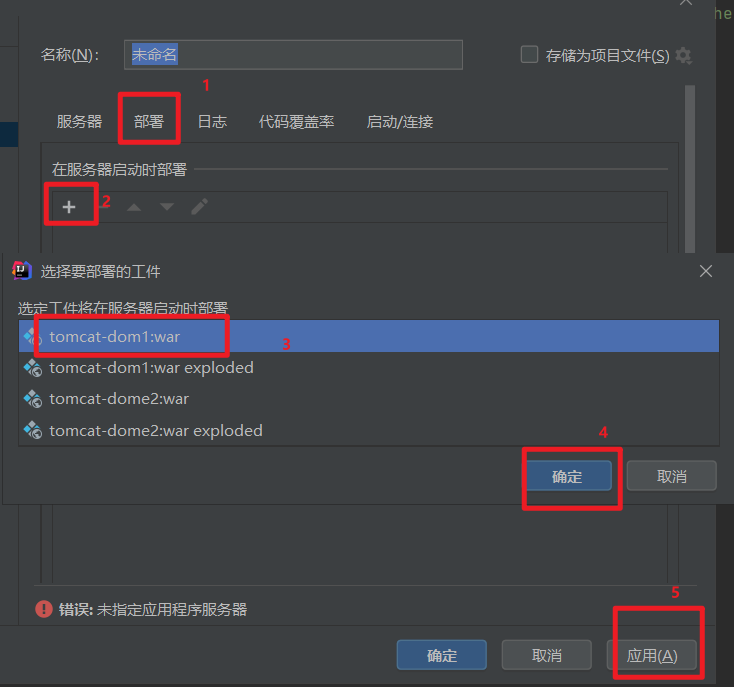 he
名称(N):
未命名
存储为项目文件(S)
1
服务器
部署
日志
代码覆盖率
启动/连接
在服务器启动时部署
+
2
选择要部署的工件
选定工件将在服务器启动时部署
tomcat-dom1:war
3
tomcat-dom1:war exploded
tomcat-dome2:war
tomcat-dome2:war exploded
4
确定
取消
错误: 未指定应用程序服务器
5
确定
取消
应用(A)